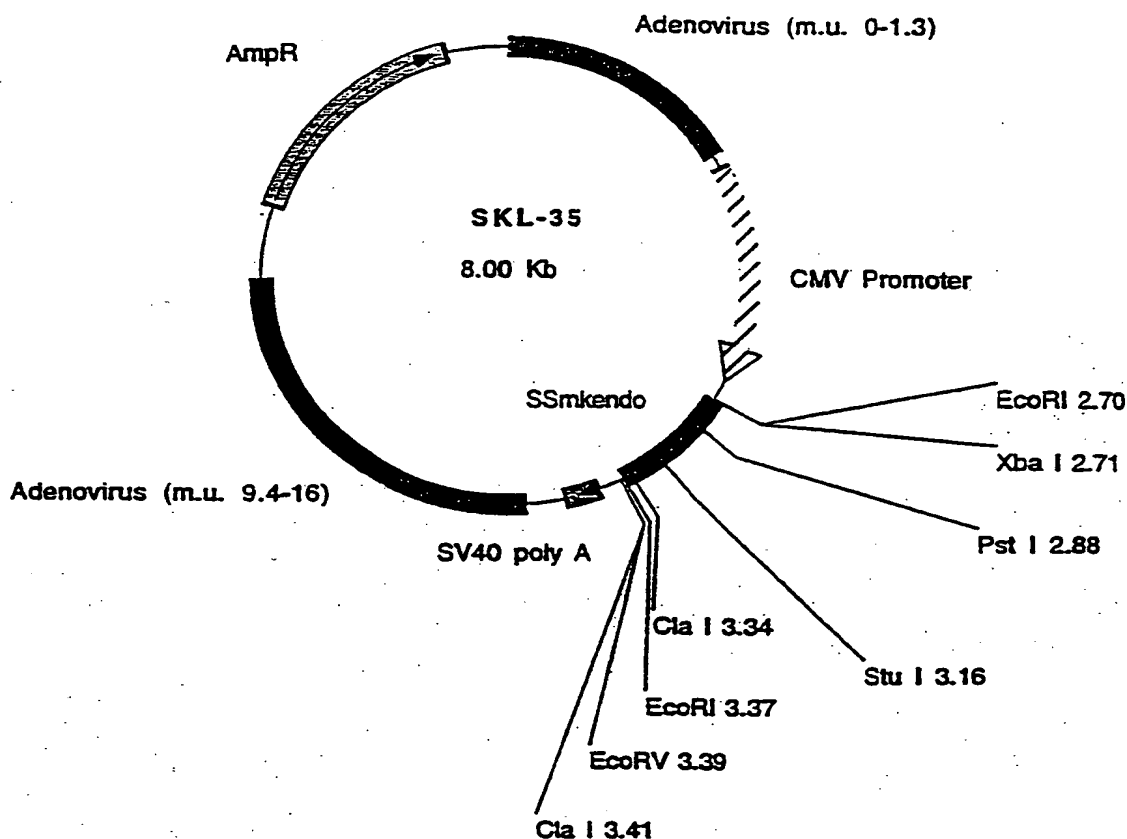 Adenovirus (m.u. 0-1.3)
AmpR
SKL-35
8.00 Kb
CMV Promoter
SSmkendo
EcoRI 2.70
Xba I 2.71
Adenovirus (m.u. 9.4-16)
Pst I 2.88
SV40 poly A
Cla I 3.34
Stu I 3.16
EcoRI 3.37
EcoRV 3.39
Cla I 3.41